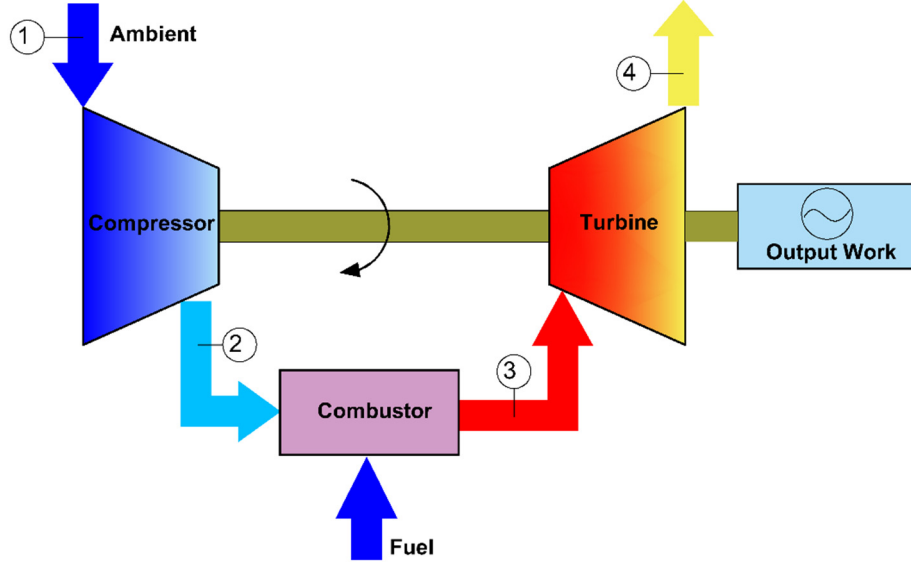 1
Ambient
4
Compressor
Turbine
Output Work
2
3
Combustor
Fuel